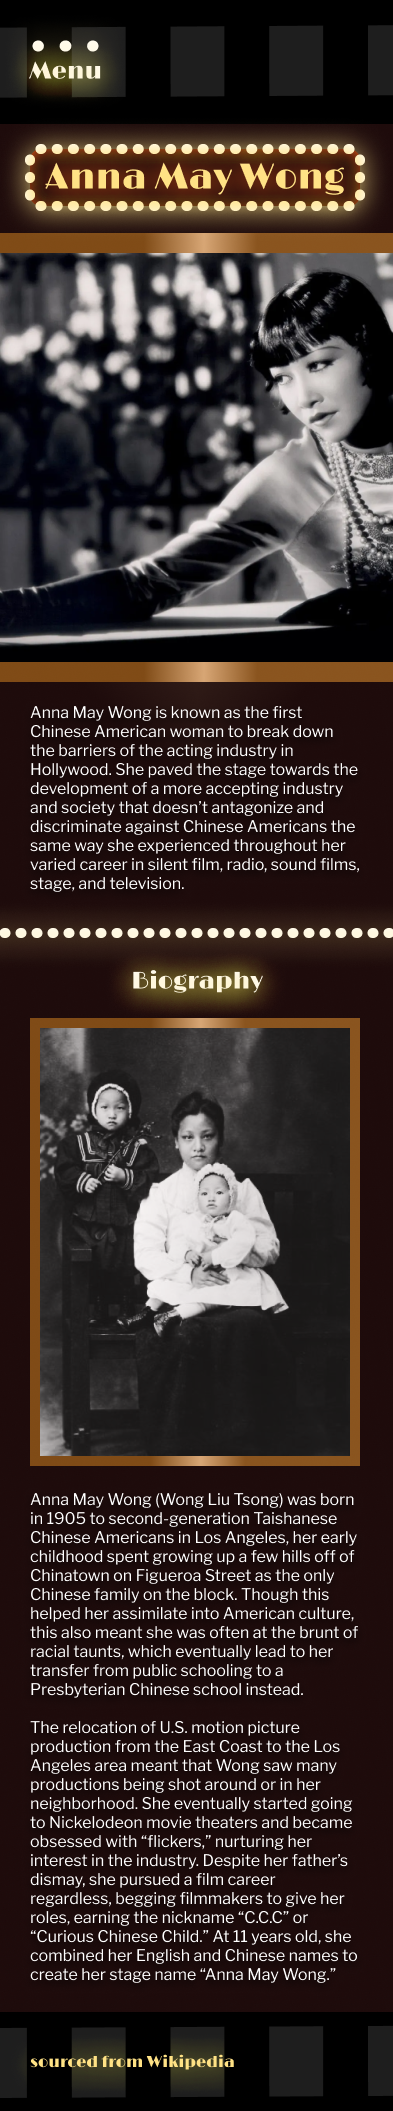 Menu
Anna May Wong
Anna May Wong is known as the first
Chinese American woman to break down
the barriers of the acting industry in
Hollywood. She paved the stage towards the
development of a more accepting industry
and society that doesn’t antagonize and
discriminate against Chinese Americans the
same way she experienced throughout her
varied career in silent film, radio, sound films,
stage, and television.
Biography
Anna May Wong (Wong Liu Tsong) was born
in 1905 to second-generation Taishanese
Chinese Americans in Los Angeles, her early
childhood spent growing up a few hills off of
Chinatown on Figueroa Street as the only
Chinese family on the block. Though this
helped her assimilate into American culture,
this also meant she was often at the brunt of
racial taunts, which eventually lead to her
transfer from public schooling to a
Presbyterian Chinese school instead.
The relocation of U.S. motion picture
production from the East Coast to the Los
Angeles area meant that Wong saw many
productions being shot around or in her
neighborhood. She eventually started going
to Nickelodeon movie theaters and became
obsessed with “flickers,” nurturing her
interest in the industry. Despite her father’s
dismay, she pursued a film career
regardless, begging filmmakers to give her
roles, earning the nickname “C.C.C” or
“Curious Chinese Child.” At 11 years old, she
combined her English and Chinese names to
create her stage name “Anna May Wong.”
sourced from Wikipedia